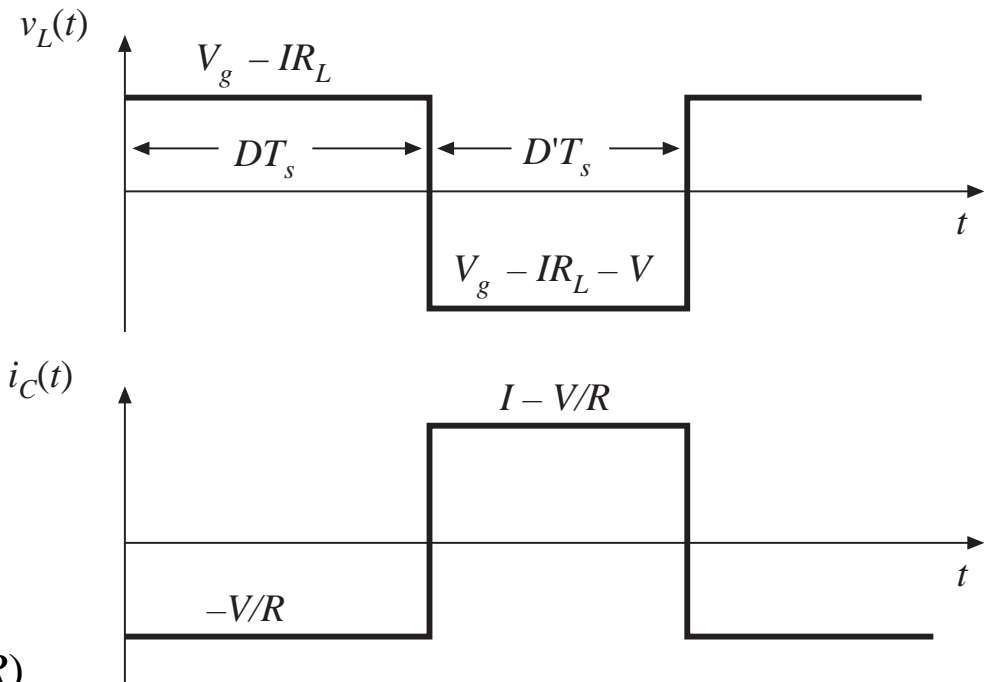 v_L(t)
V_g – IR_L
DT_s
D'T_s
t
V_g – IR_L – V
i_C(t)
I – V/R
t
–V/R
R)